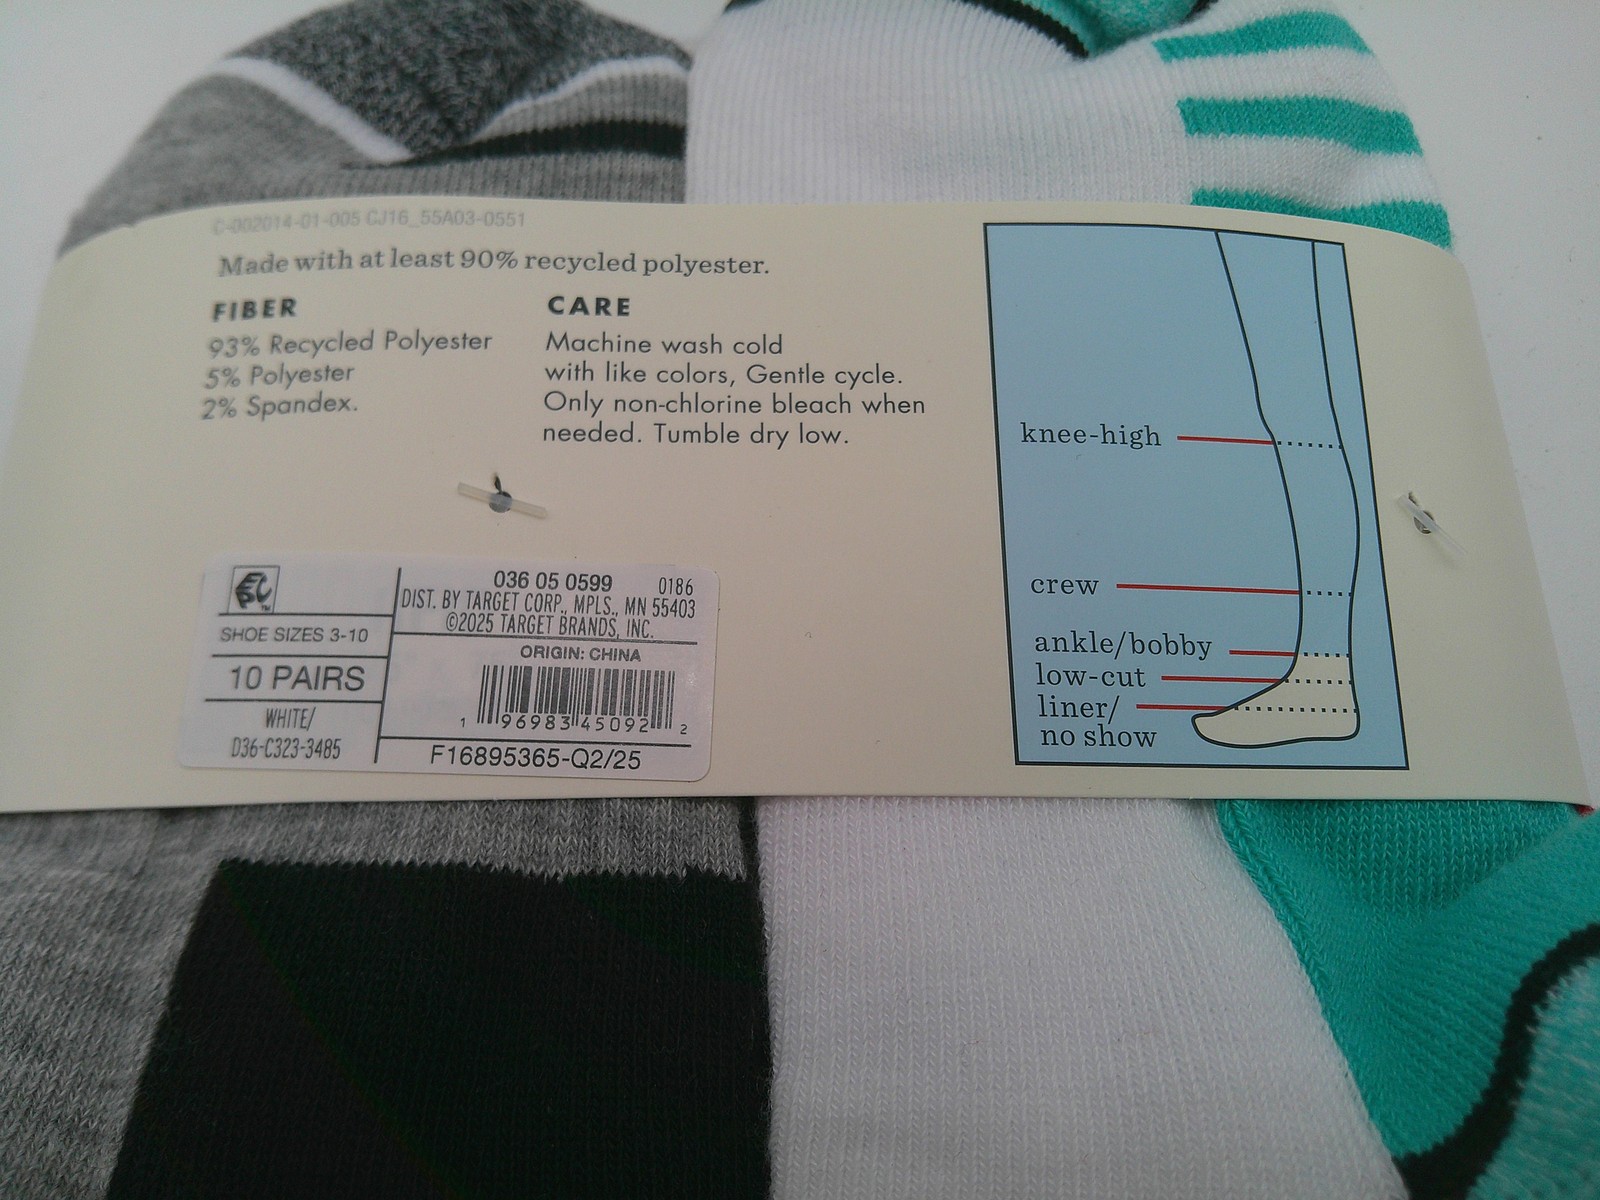 C-002014-01-005 CJ16_55A03-0551
Made with at least 90% recycled polyester.
FIBER
93% Recycled Polyester
5% Polyester
2% Spandex.
CARE
Machine wash cold
with like colors, Gentle cycle.
Only non-chlorine bleach when
needed. Tumble dry low.
knee-high
crew
ankle/bobby
low-cut
liner/
no show
SHOE SIZES 3-10
10 PAIRS
WHITE/
D36-C323-3485
036 05 0599 0186
DIST. BY TARGET CORP., MPLS., MN 55403
©2025 TARGET BRANDS, INC.
ORIGIN: CHINA
1 96983 45092 2
F16895365-Q2/25